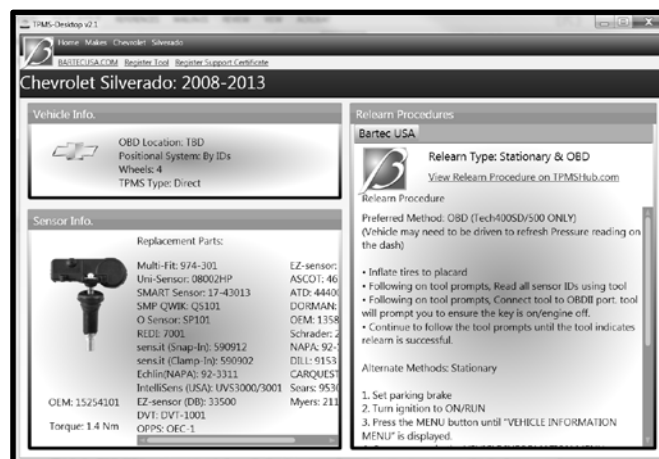 TPMS-Desktop v2.1
Home Makes Chevrolet Silverado
BARTECUSA.COM Register Tool Register Support Certificate
Chevrolet Silverado: 2008-2013
Vehicle Info.
OBD Location: TBD
Positional System: By IDs
Wheels: 4
TPMS Type: Direct
Sensor Info.
Replacement Parts:
Multi-Fit: 974-301
Uni-Sensor: 08002HP
SMART Sensor: 17-43013
SMP QWIK: QS101
O Sensor: SP101
REDI: 7001
sens.it (Snap-In): 590912
sens.it (Clamp-In): 590902
Echlin(NAPA): 92-3311
IntelliSens (USA): UVS3000/3001
EZ-sensor (DB): 33500
DVT: DVT-1001
OPPS: OEC-1
EZ-sensor:
ASCOT: 46
ATD: 4440
DORMAN:
OEM: 1358
Schrader: 2
NAPA: 92-
DILL: 9153
CARQUEST
Sears: 953
Myers: 211
OEM: 15254101
Torque: 1.4 Nm
Relearn Procedures
Bartec USA
Relearn Type: Stationary & OBD
View Relearn Procedure on TPMSHub.com
Relearn Procedure
Preferred Method: OBD (Tech400SD/500 ONLY)
(Vehicle may need to be driven to refresh Pressure reading on
the dash)
• Inflate tires to placard
• Following on tool prompts, Read all sensor IDs using tool
• Following on tool prompts, Connect tool to OBDII port. tool
will prompt you to ensure the key is on/engine off.
• Continue to follow the tool prompts until the tool indicates
relearn is successful.
Alternate Methods: Stationary
1. Set parking brake
2. Turn ignition to ON/RUN
3. Press the MENU button until "VEHICLE INFORMATION
MENU" is displayed.